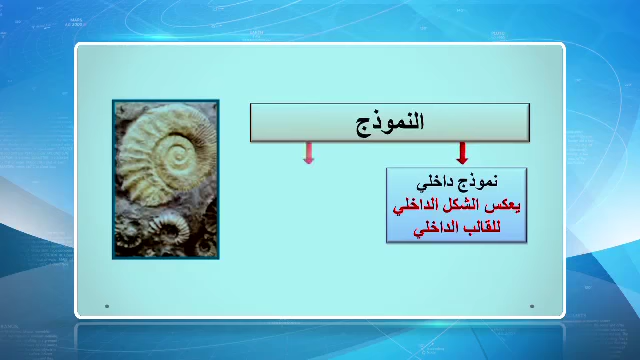 النموذج
نموذج داخلي
يعكس الشكل الداخلي
للقالب الداخلي